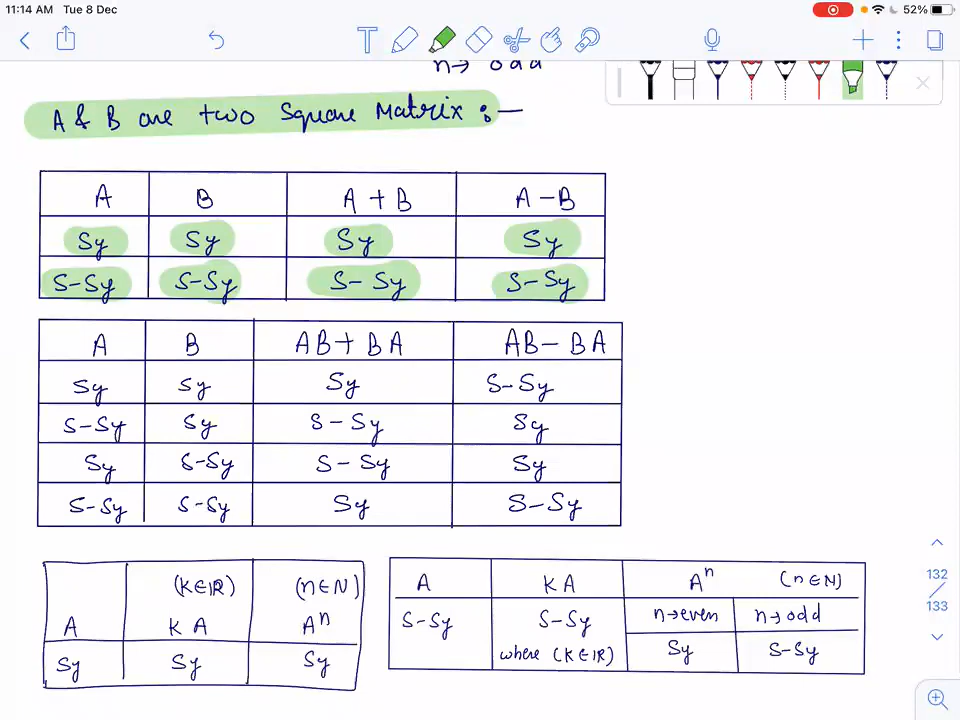 11:14 AM Tue 8 Dec
52%
n→ odd
A & B are two Square Matrix :—
A B A + B A - B
Sy Sy Sy Sy
S-Sy S-Sy S-Sy S-Sy
A B AB + BA AB - BA
Sy Sy Sy S-Sy
S-Sy Sy S-Sy Sy
Sy S-Sy S-Sy Sy
S-Sy S-Sy Sy S-Sy
(K∈ℝ) (n∈N)
A KA Aⁿ
Sy Sy Sy
A KA Aⁿ (n∈N)
S-Sy S-Sy n→even n→odd
where (K∈ℝ) Sy S-Sy
132
133